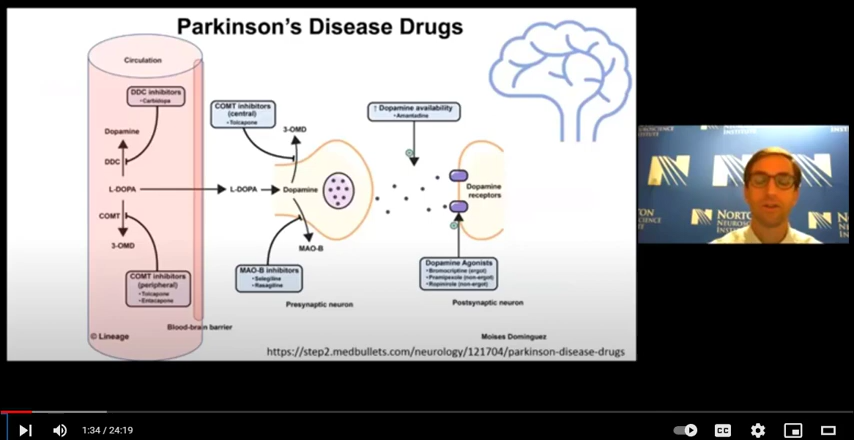 Parkinson's Disease Drugs
Circulation
DDC inhibitors
• Carbidopa
Dopamine
DDC
L-DOPA
COMT
3-OMD
COMT inhibitors
(peripheral)
• Tolcapone
• Entacapone
Blood-brain barrier
© Lineage
COMT inhibitors
(central)
• Tolcapone
3-OMD
L-DOPA
Dopamine
MAO-B
MAO-B inhibitors
• Selegiline
• Rasagiline
Presynaptic neuron
↑ Dopamine availability
• Amantadine
Dopamine
receptors
Dopamine Agonists
• Bromocriptine (ergot)
• Pramipexole (non-ergot)
• Ropinirole (non-ergot)
Postsynaptic neuron
Moises Dominguez
https://step2.medbullets.com/neurology/121704/parkinson-disease-drugs
INSTITUTE
NORTON
1:34 / 24:19
CC